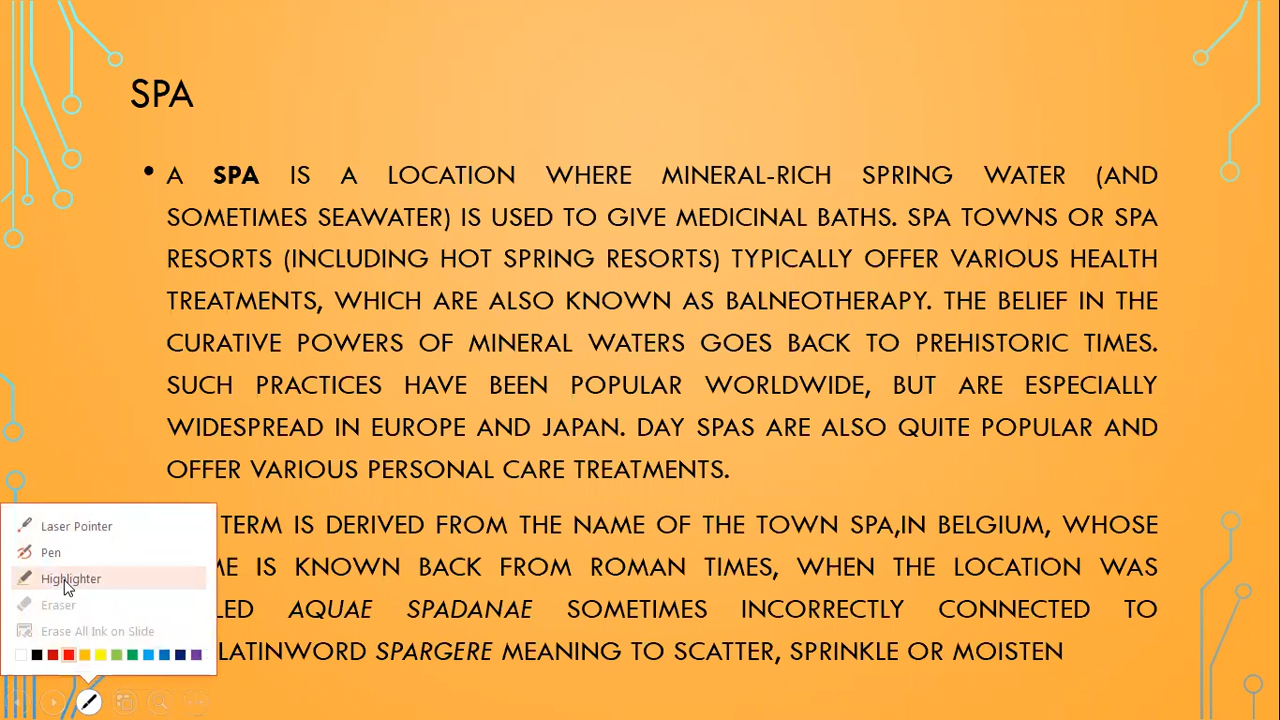 SPA
• A SPA IS A LOCATION WHERE MINERAL-RICH SPRING WATER (AND
SOMETIMES SEAWATER) IS USED TO GIVE MEDICINAL BATHS. SPA TOWNS OR SPA
RESORTS (INCLUDING HOT SPRING RESORTS) TYPICALLY OFFER VARIOUS HEALTH
TREATMENTS, WHICH ARE ALSO KNOWN AS BALNEOTHERAPY. THE BELIEF IN THE
CURATIVE POWERS OF MINERAL WATERS GOES BACK TO PREHISTORIC TIMES.
SUCH PRACTICES HAVE BEEN POPULAR WORLDWIDE, BUT ARE ESPECIALLY
WIDESPREAD IN EUROPE AND JAPAN. DAY SPAS ARE ALSO QUITE POPULAR AND
OFFER VARIOUS PERSONAL CARE TREATMENTS.
TERM IS DERIVED FROM THE NAME OF THE TOWN SPA,IN BELGIUM, WHOSE
IS KNOWN BACK FROM ROMAN TIMES, WHEN THE LOCATION WAS
AQUAE SPADANAE SOMETIMES INCORRECTLY CONNECTED TO
LATINWORD SPARGERE MEANING TO SCATTER, SPRINKLE OR MOISTEN
Laser Pointer
Pen
Highlighter
Eraser
Erase All Ink on Slide